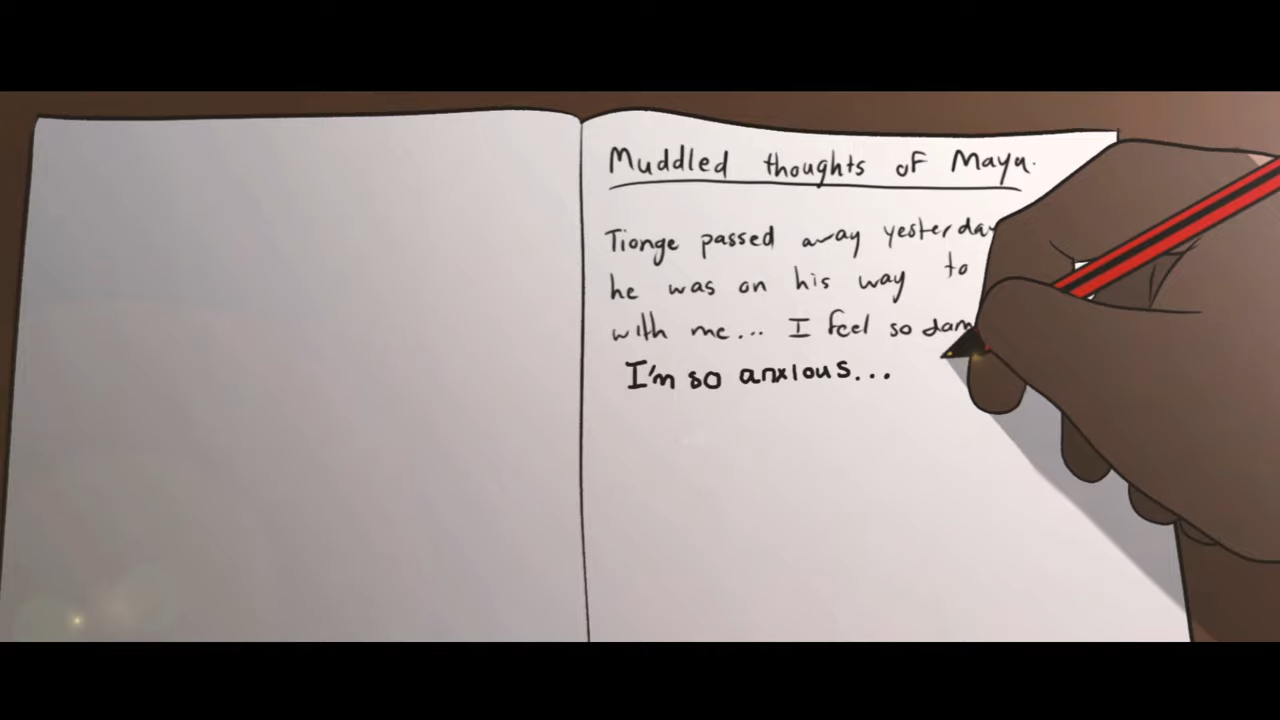 Muddled thoughts of Maya.
Tionge passed away yesterday
he was on his way to
with me... I feel so
I'm so anxious...